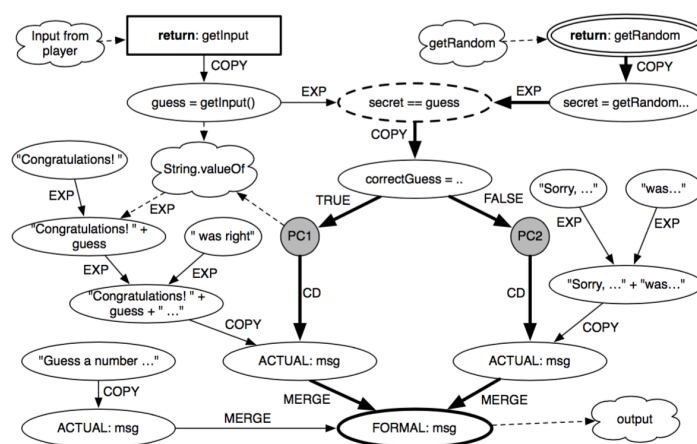 Input from
player
return: getInput
getRandom
return: getRandom
COPY
COPY
guess = getInput()
EXP
secret == guess
EXP
secret = getRandom...
COPY
"Congratulations! "
String.valueOf
correctGuess = ..
"Sorry, ..."
"was..."
EXP
EXP
TRUE
FALSE
EXP
EXP
"Congratulations! " +
guess
" was right"
PC1
PC2
EXP
EXP
"Congratulations! " +
guess + " ..."
CD
CD
"Sorry, ..." + "was..."
COPY
COPY
"Guess a number ..."
ACTUAL: msg
ACTUAL: msg
COPY
MERGE
MERGE
ACTUAL: msg
MERGE
FORMAL: msg
output